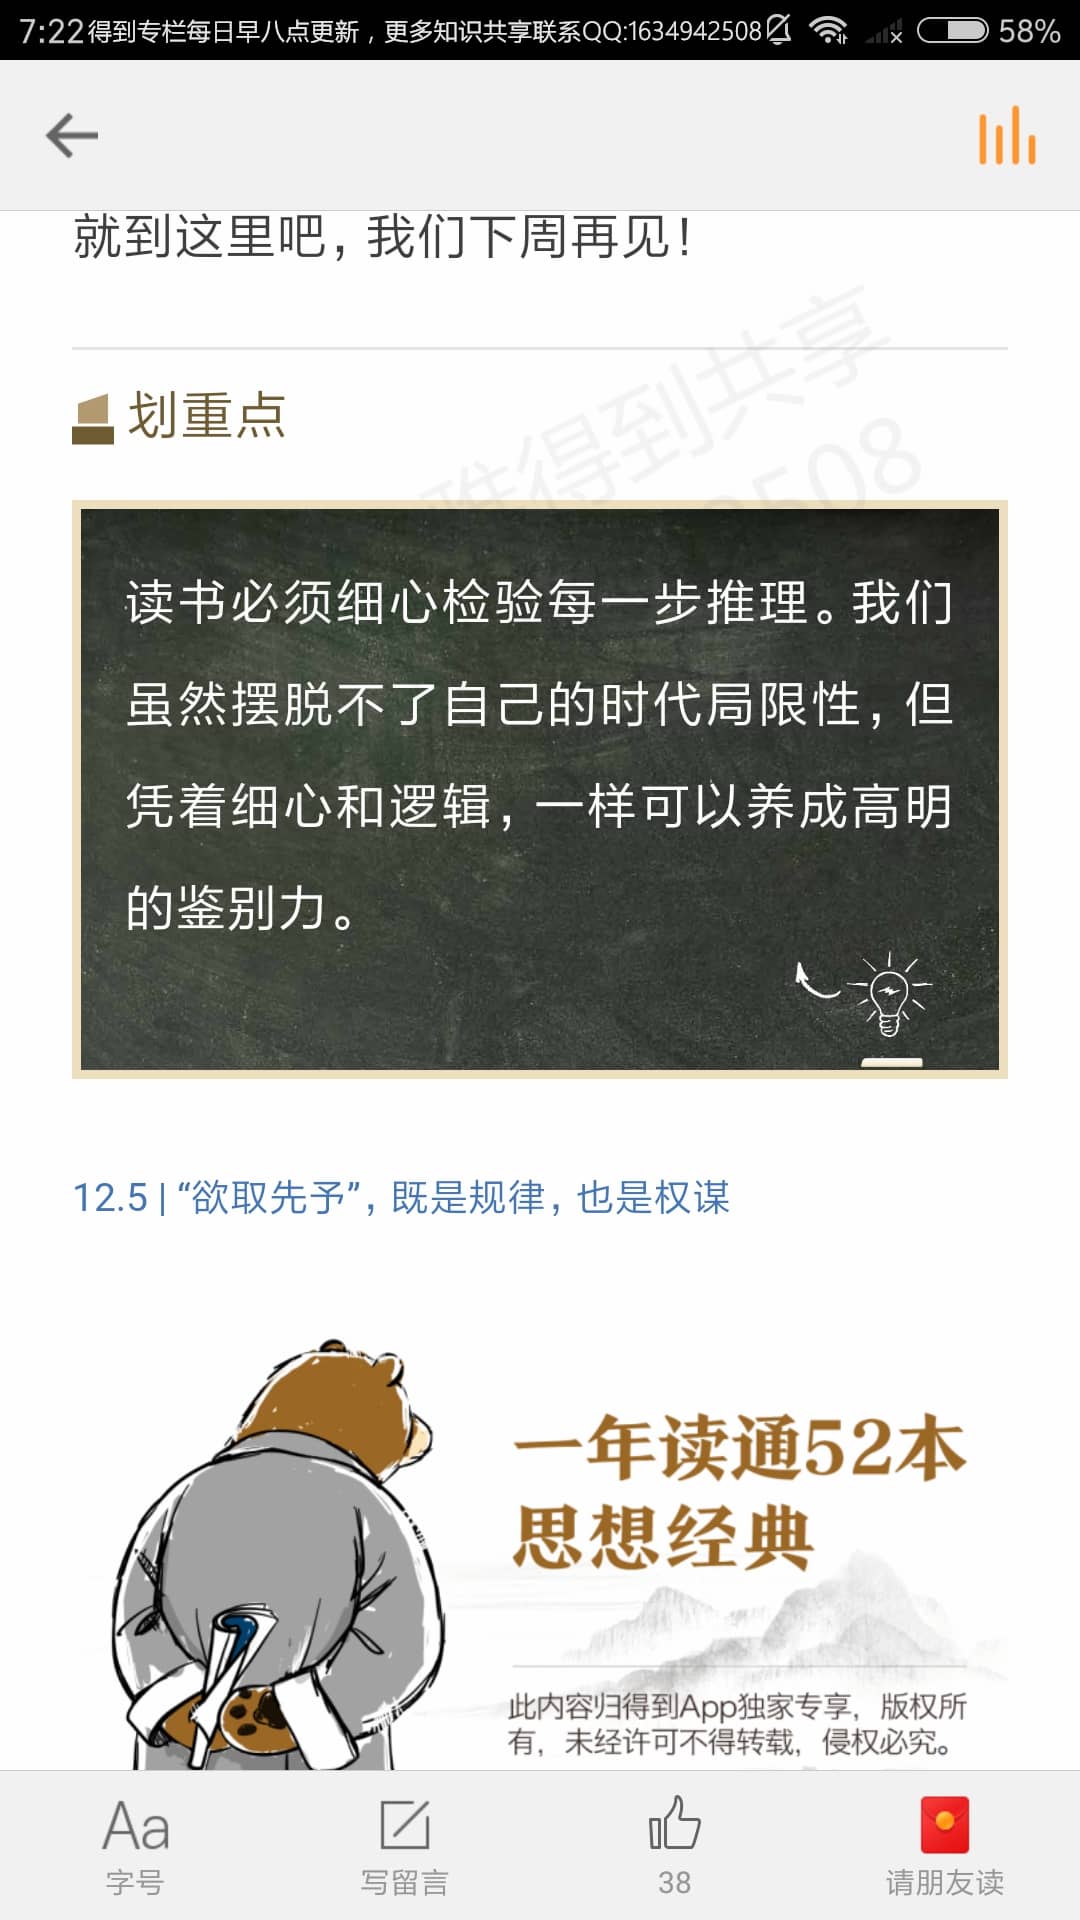 7:22得到专栏每日早八点更新，更多知识共享联系QQ:1634942508 58%
就到这里吧，我们下周再见！
得到共享
508
划重点
读书必须细心检验每一步推理。我们
虽然摆脱不了自己的时代局限性，但
凭着细心和逻辑，一样可以养成高明
的鉴别力。
12.5 | “欲取先予”，既是规律，也是权谋
一年读通52本
思想经典
此内容归得到App独家专享，版权所
有，未经许可不得转载，侵权必究。
Aa
字号
写留言
38
请朋友读